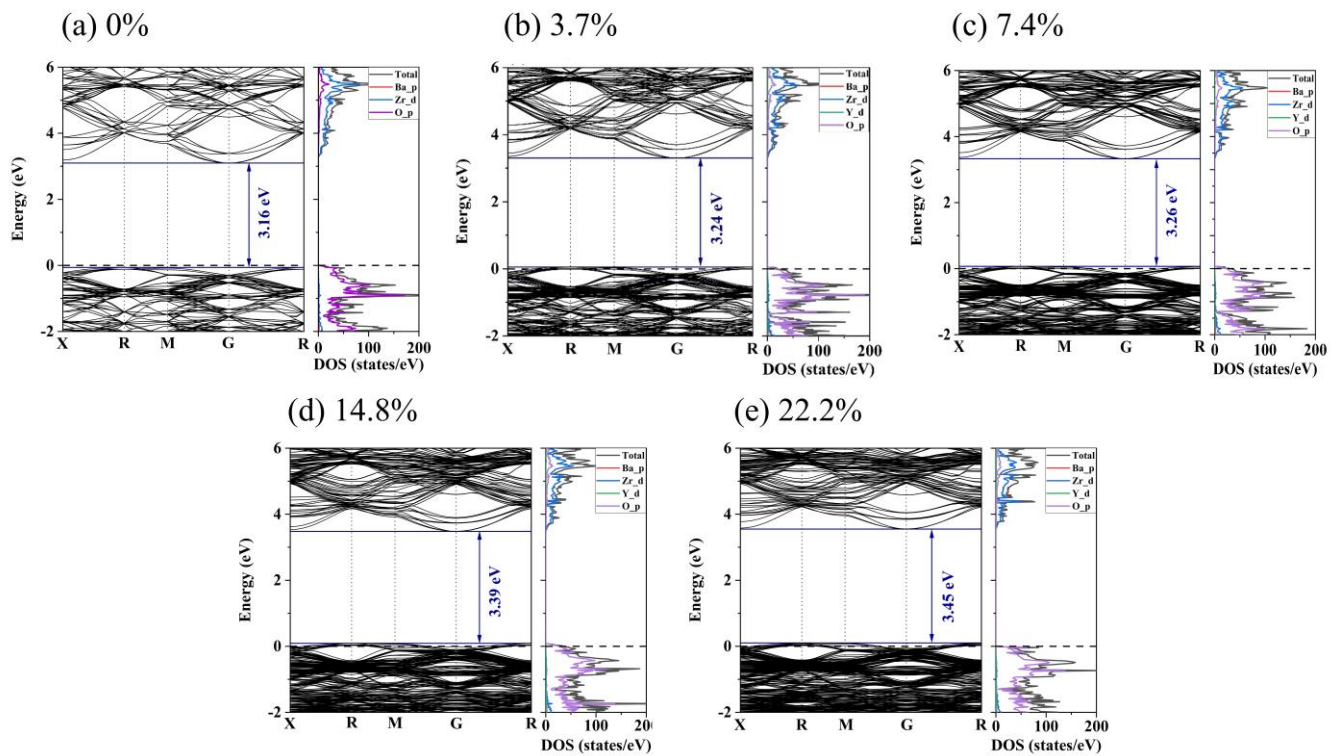 (a) 0%
6
4
2
0
-2
Energy (eV)
3.16 eV
X R M G R
Total
Ba_p
Zr_d
O_p
0 100 200
DOS (states/eV)
(b) 3.7%
6
4
2
0
-2
Energy (eV)
3.24 eV
X R M G R
Total
Ba_p
Zr_d
Y_d
O_p
0 100 200
DOS (states/eV)
(c) 7.4%
6
4
2
0
-2
Energy (eV)
3.26 eV
X R M G R
Total
Ba_p
Zr_d
Y_d
O_p
0 100 200
DOS (states/eV)
(d) 14.8%
6
4
2
0
-2
Energy (eV)
3.39 eV
X R M G R
Total
Ba_p
Zr_d
Y_d
O_p
0 50 100 150 200
DOS (states/eV)
(e) 22.2%
6
4
2
0
-2
Energy (eV)
3.45 eV
X R M G R
Total
Ba_p
Zr_d
Y_d
O_p
0 50 100 150 200
DOS (states/eV)